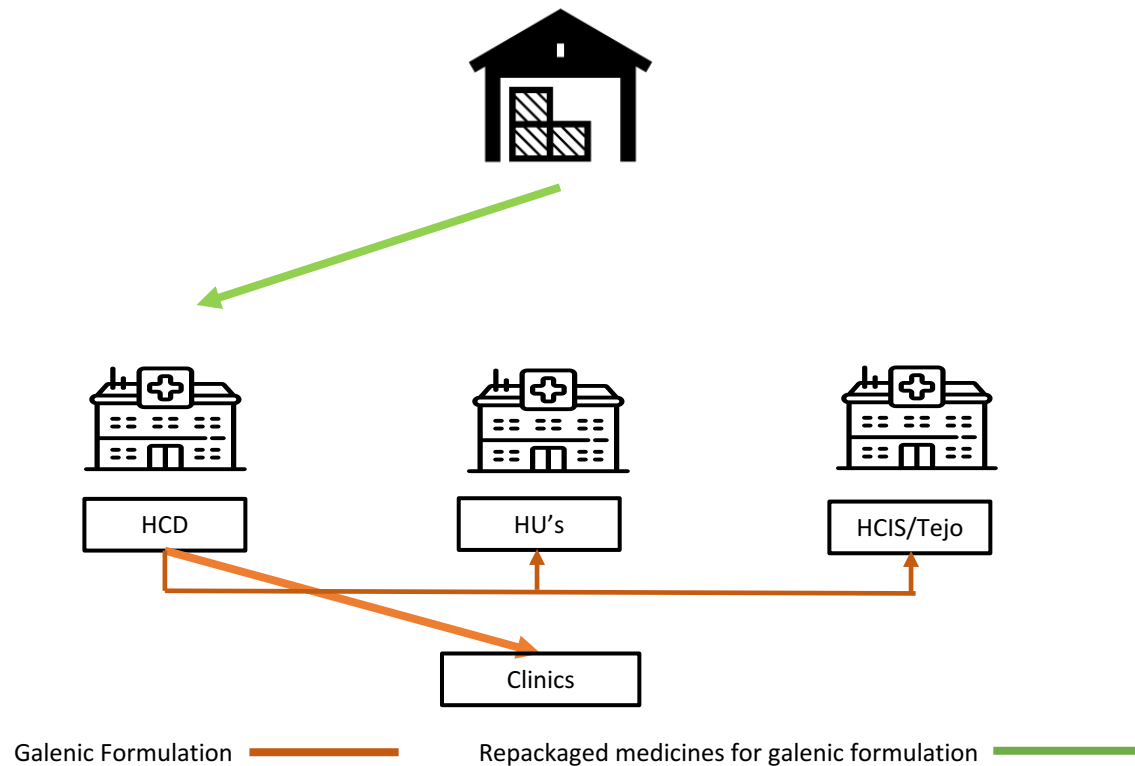 HCD
HU's
HCIS/Tejo
Clinics
Galenic Formulation
Repackaged medicines for galenic formulation